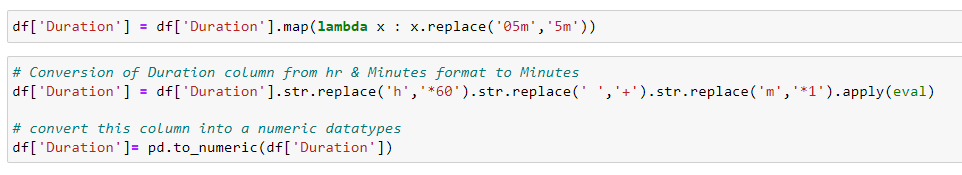 df['Duration'] = df['Duration'].map(lambda x : x.replace('05m','5m'))
# Conversion of Duration column from hr & Minutes format to Minutes
df['Duration'] = df['Duration'].str.replace('h','*60').str.replace(' ','+').str.replace('m','*1').apply(eval)
# convert this column into a numeric datatypes
df['Duration']= pd.to_numeric(df['Duration'])